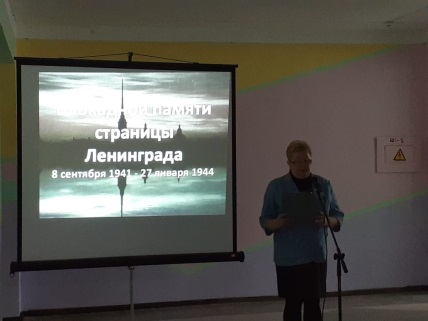 памяти
страницы
Ленинграда
8 сентября 1941 - 27 января 1944